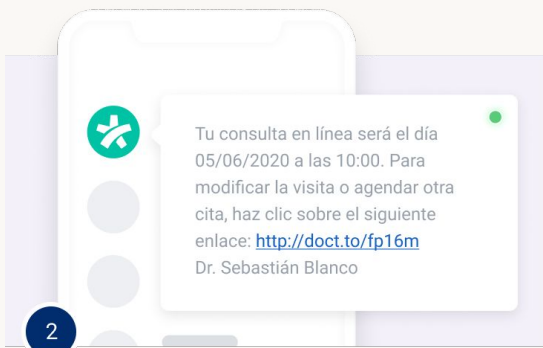 Tu consulta en línea será el día
05/06/2020 a las 10:00. Para
modificar la visita o agendar otra
cita, haz clic sobre el siguiente
enlace: http://doct.to/fp16m
Dr. Sebastián Blanco
2